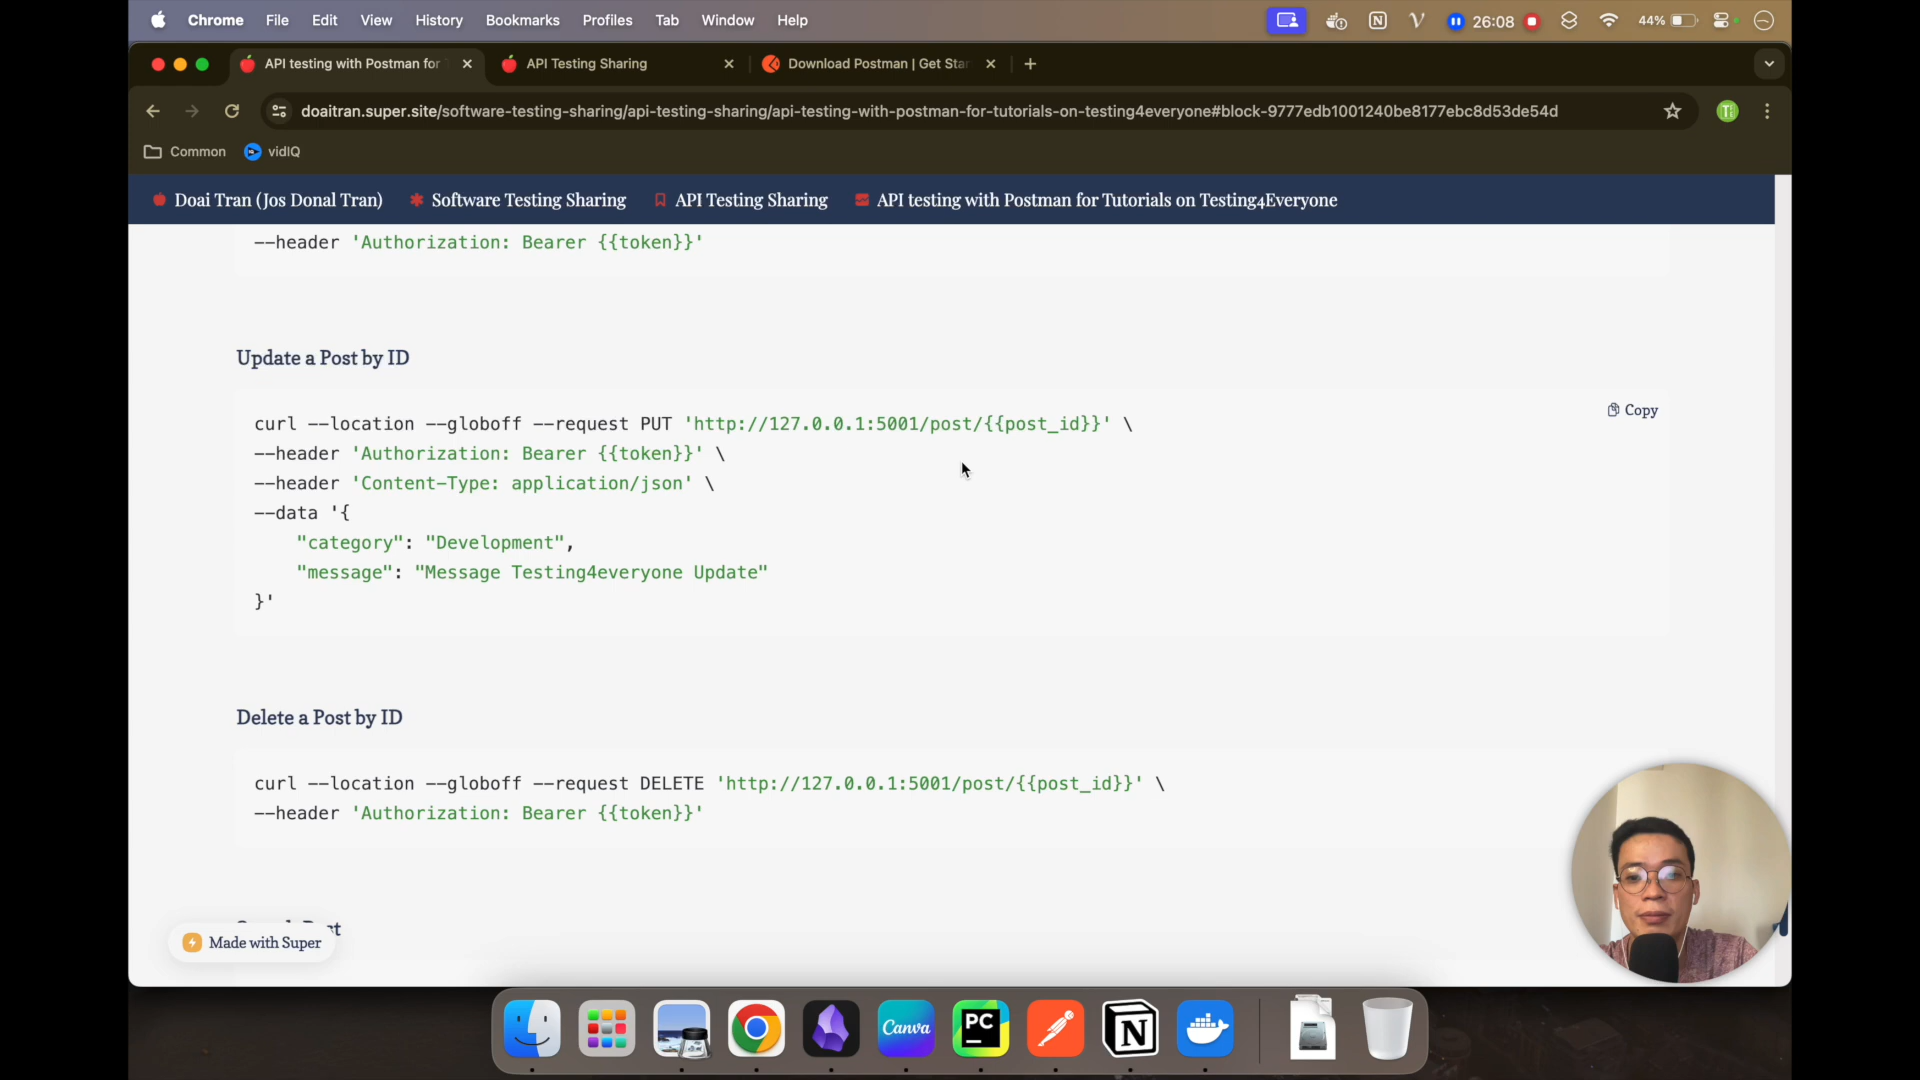 Chrome File Edit View History Bookmarks Profiles Tab Window Help 26:08 44%
API testing with Postman for API Testing Sharing Download Postman | Get Star
doaitran.super.site/software-testing-sharing/api-testing-sharing/api-testing-with-postman-for-tutorials-on-testing4everyone#block-9777edb1001240be8177ebc8d53de54d
Common vidIQ
Doai Tran (Jos Donal Tran) Software Testing Sharing API Testing Sharing API testing with Postman for Tutorials on Testing4Everyone
--header 'Authorization: Bearer {{token}}'
Update a Post by ID
Copy
curl --location --globoff --request PUT 'http://127.0.0.1:5001/post/{{post_id}}' \
--header 'Authorization: Bearer {{token}}' \
--header 'Content-Type: application/json' \
--data '{
"category": "Development",
"message": "Message Testing4everyone Update"
}'
Delete a Post by ID
curl --location --globoff --request DELETE 'http://127.0.0.1:5001/post/{{post_id}}' \
--header 'Authorization: Bearer {{token}}'
Made with Super
Canva PC